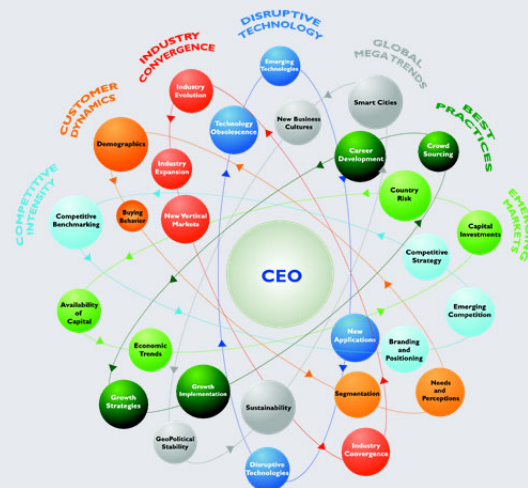 DISRUPTIVE
TECHNOLOGY
INDUSTRY
CONVERGENCE
GLOBAL
MEGA TRENDS
CUSTOMER
DYNAMICS
BEST
PRACTICES
COMPETITIVE
INTENSITY
EMERGING
MARKETS
Emerging
Technologies
Industry
Evolution
Smart Cities
Technology
Obsolescence
New Business
Cultures
Demographics
Career
Development
Crowd
Sourcing
Industry
Expansion
Country
Risk
Competitive
Benchmarking
Buying
Behavior
New Vertical
Markets
Capital
Investments
Competitive
Strategy
CEO
Availability
of
Capital
Emerging
Competition
New
Applications
Economic
Trends
Branding
and
Positioning
Growth
Strategies
Growth
Implementation
Sustainability
Segmentation
Needs
and
Perceptions
GeoPolitical
Stability
Industry
Convergence
Disruptive
Technologies